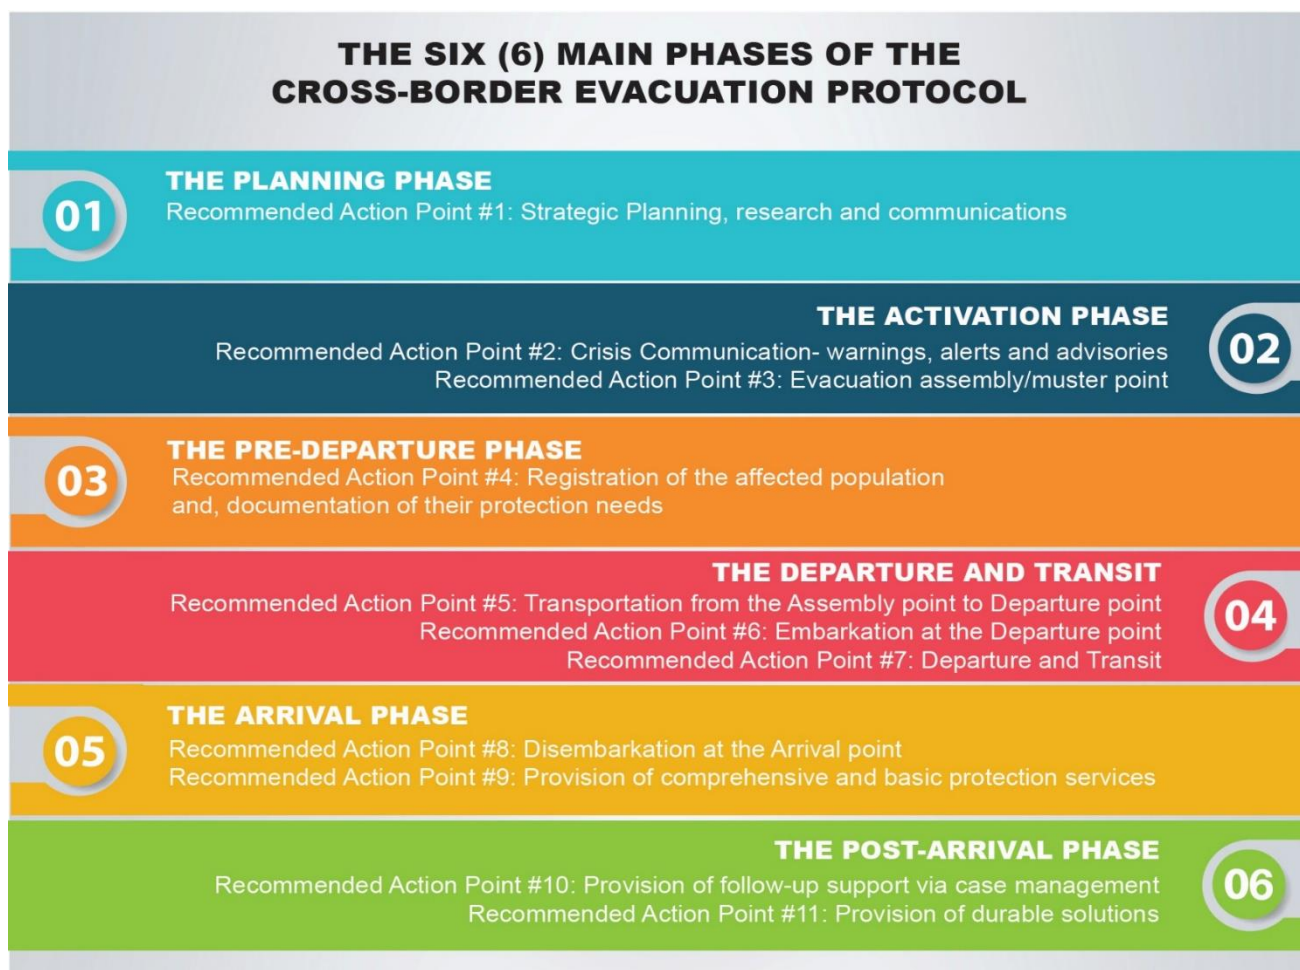 THE SIX (6) MAIN PHASES OF THE
CROSS-BORDER EVACUATION PROTOCOL
01
THE PLANNING PHASE
Recommended Action Point #1: Strategic Planning, research and communications
THE ACTIVATION PHASE
Recommended Action Point #2: Crisis Communication- warnings, alerts and advisories
Recommended Action Point #3: Evacuation assembly/muster point
02
03
THE PRE-DEPARTURE PHASE
Recommended Action Point #4: Registration of the affected population
and, documentation of their protection needs
THE DEPARTURE AND TRANSIT
Recommended Action Point #5: Transportation from the Assembly point to Departure point
Recommended Action Point #6: Embarkation at the Departure point
Recommended Action Point #7: Departure and Transit
04
05
THE ARRIVAL PHASE
Recommended Action Point #8: Disembarkation at the Arrival point
Recommended Action Point #9: Provision of comprehensive and basic protection services
THE POST-ARRIVAL PHASE
Recommended Action Point #10: Provision of follow-up support via case management
Recommended Action Point #11: Provision of durable solutions
06